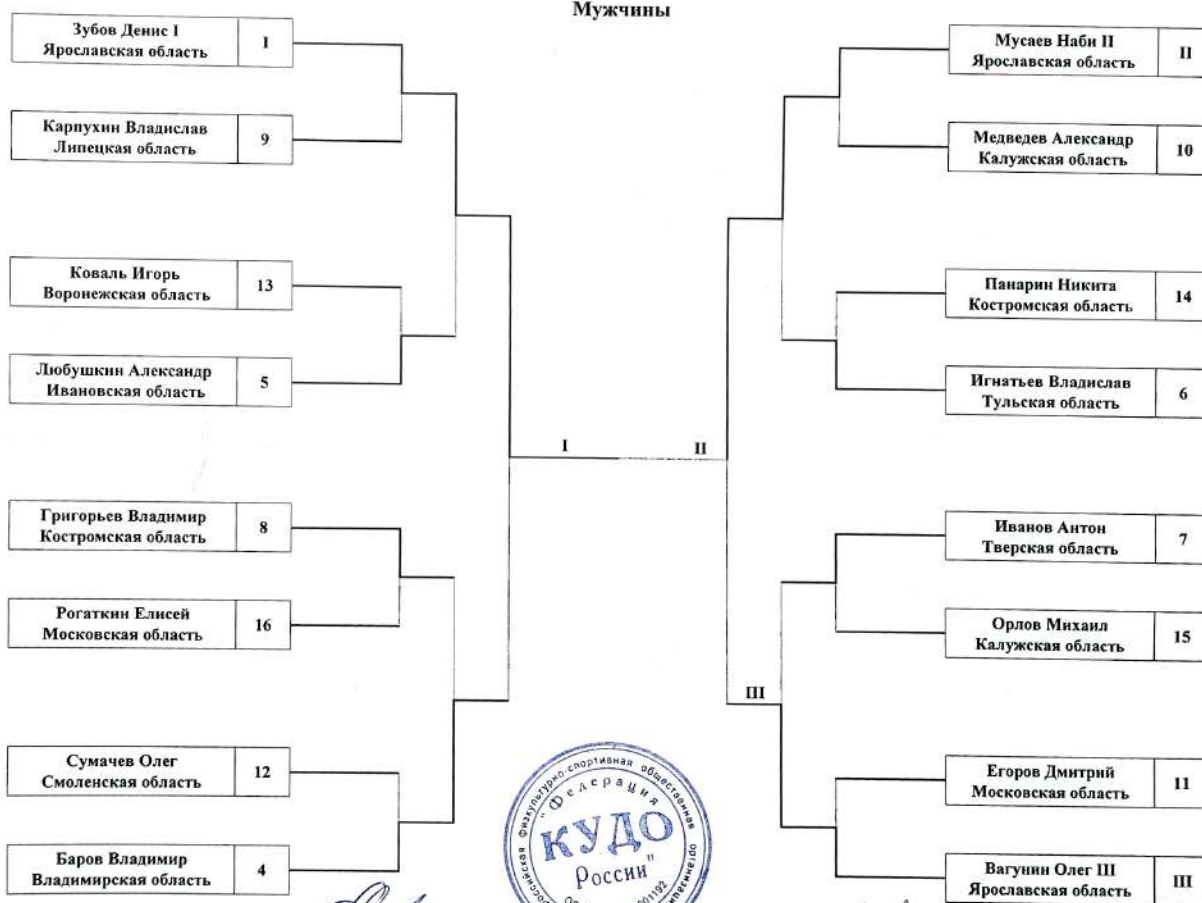 Мужчины
Зубов Денис I
Ярославская область
1
Карпухин Владислав
Липецкая область
9
Коваль Игорь
Воронежская область
13
Любушкин Александр
Ивановская область
5
I
Григорьев Владимир
Костромская область
8
Рогаткин Елисей
Московская область
16
Сумачев Олег
Смоленская область
12
Баров Владимир
Владимирская область
4
Мусаев Наби II
Ярославская область
II
Медведев Александр
Калужская область
10
Панарин Никита
Костромская область
14
Игнатьев Владислав
Тульская область
6
II
Иванов Антон
Тверская область
7
Орлов Михаил
Калужская область
15
III
Егоров Дмитрий
Московская область
11
Вагунин Олег III
Ярославская область
III
физкультурно-спортивная общественная
"Федерация
КУДО
России"